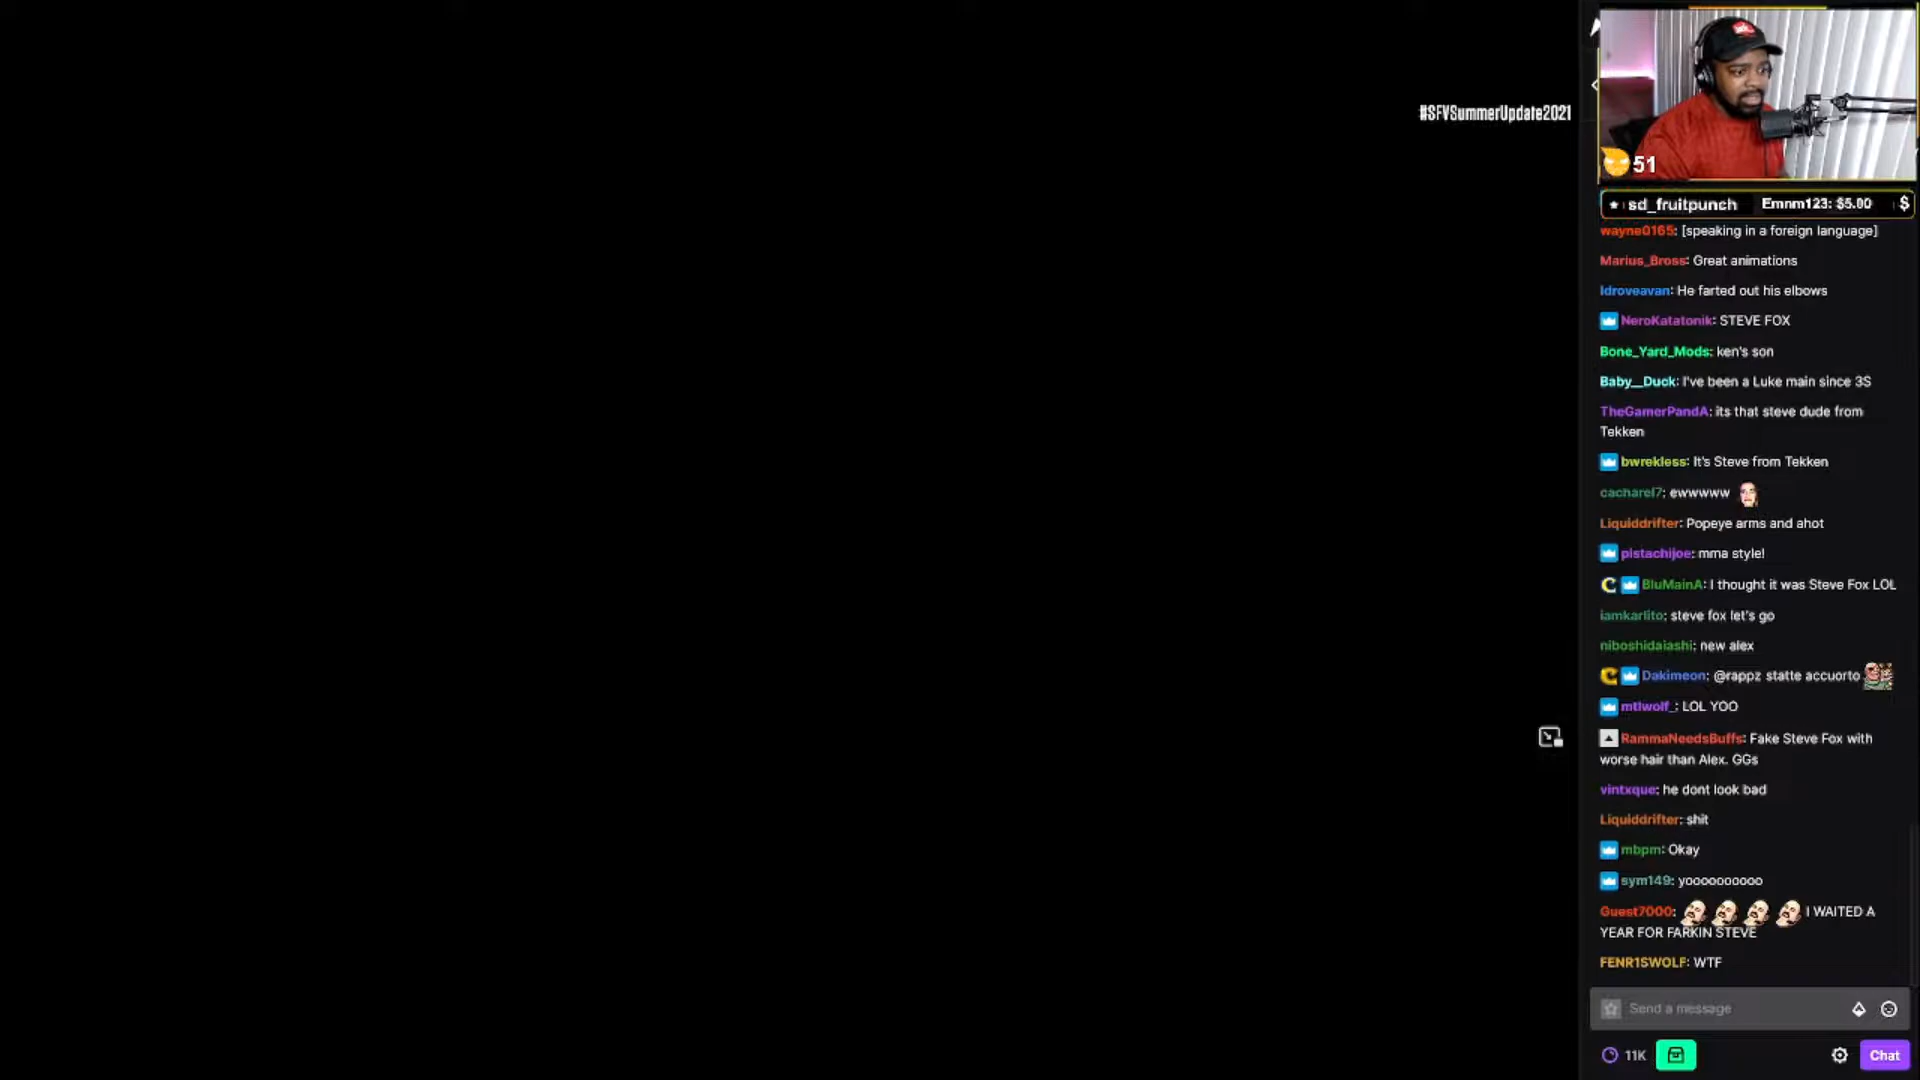 #SFVSummerUpdate2021
51
sd_fruitpunch Emnm123: $5.00 $
wayne0165: [speaking in a foreign language]
Marius_Bross: Great animations
Idroveavan: He farted out his elbows
NeroKatatonik: STEVE FOX
Bone_Yard_Mods: ken's son
Baby__Duck: I've been a Luke main since 3S
TheGamerPandA: its that steve dude from
Tekken
bwrekless: It's Steve from Tekken
cacharel7: ewwwww
Liquiddrifter: Popeye arms and ahot
pistachijoe: mma style!
BluMainA: I thought it was Steve Fox LOL
iamkarlito: steve fox let's go
niboshidaiashi: new alex
Dakimeon: @rappz statte accuorto
mtlwolf_: LOL YOO
RammaNeedsBuffs: Fake Steve Fox with
worse hair than Alex. GGs
vintxque: he dont look bad
Liquiddrifter: shit
mbpm: Okay
sym149: yoooooooooo
Guest7000: I WAITED A
YEAR FOR FARKIN STEVE
FENR1SWOLF: WTF
Send a message
11K Chat